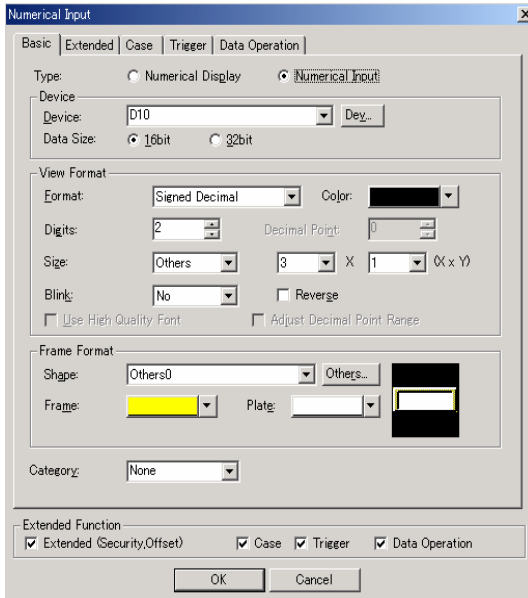 Numerical Input
Basic Extended Case Trigger Data Operation
Type: Numerical Display Numerical Input
Device
Device: D10 Dev...
Data Size: 16bit 32bit
View Format
Format: Signed Decimal Color:
Digits: 2 Decimal Point: 0
Size: Others 3 X 1 (X x Y)
Blink: No Reverse
Use High Quality Font Adjust Decimal Point Range
Frame Format
Shape: Others0 Others...
Frame: Plate:
Category: None
Extended Function
Extended (Security,Offset) Case Trigger Data Operation
OK Cancel